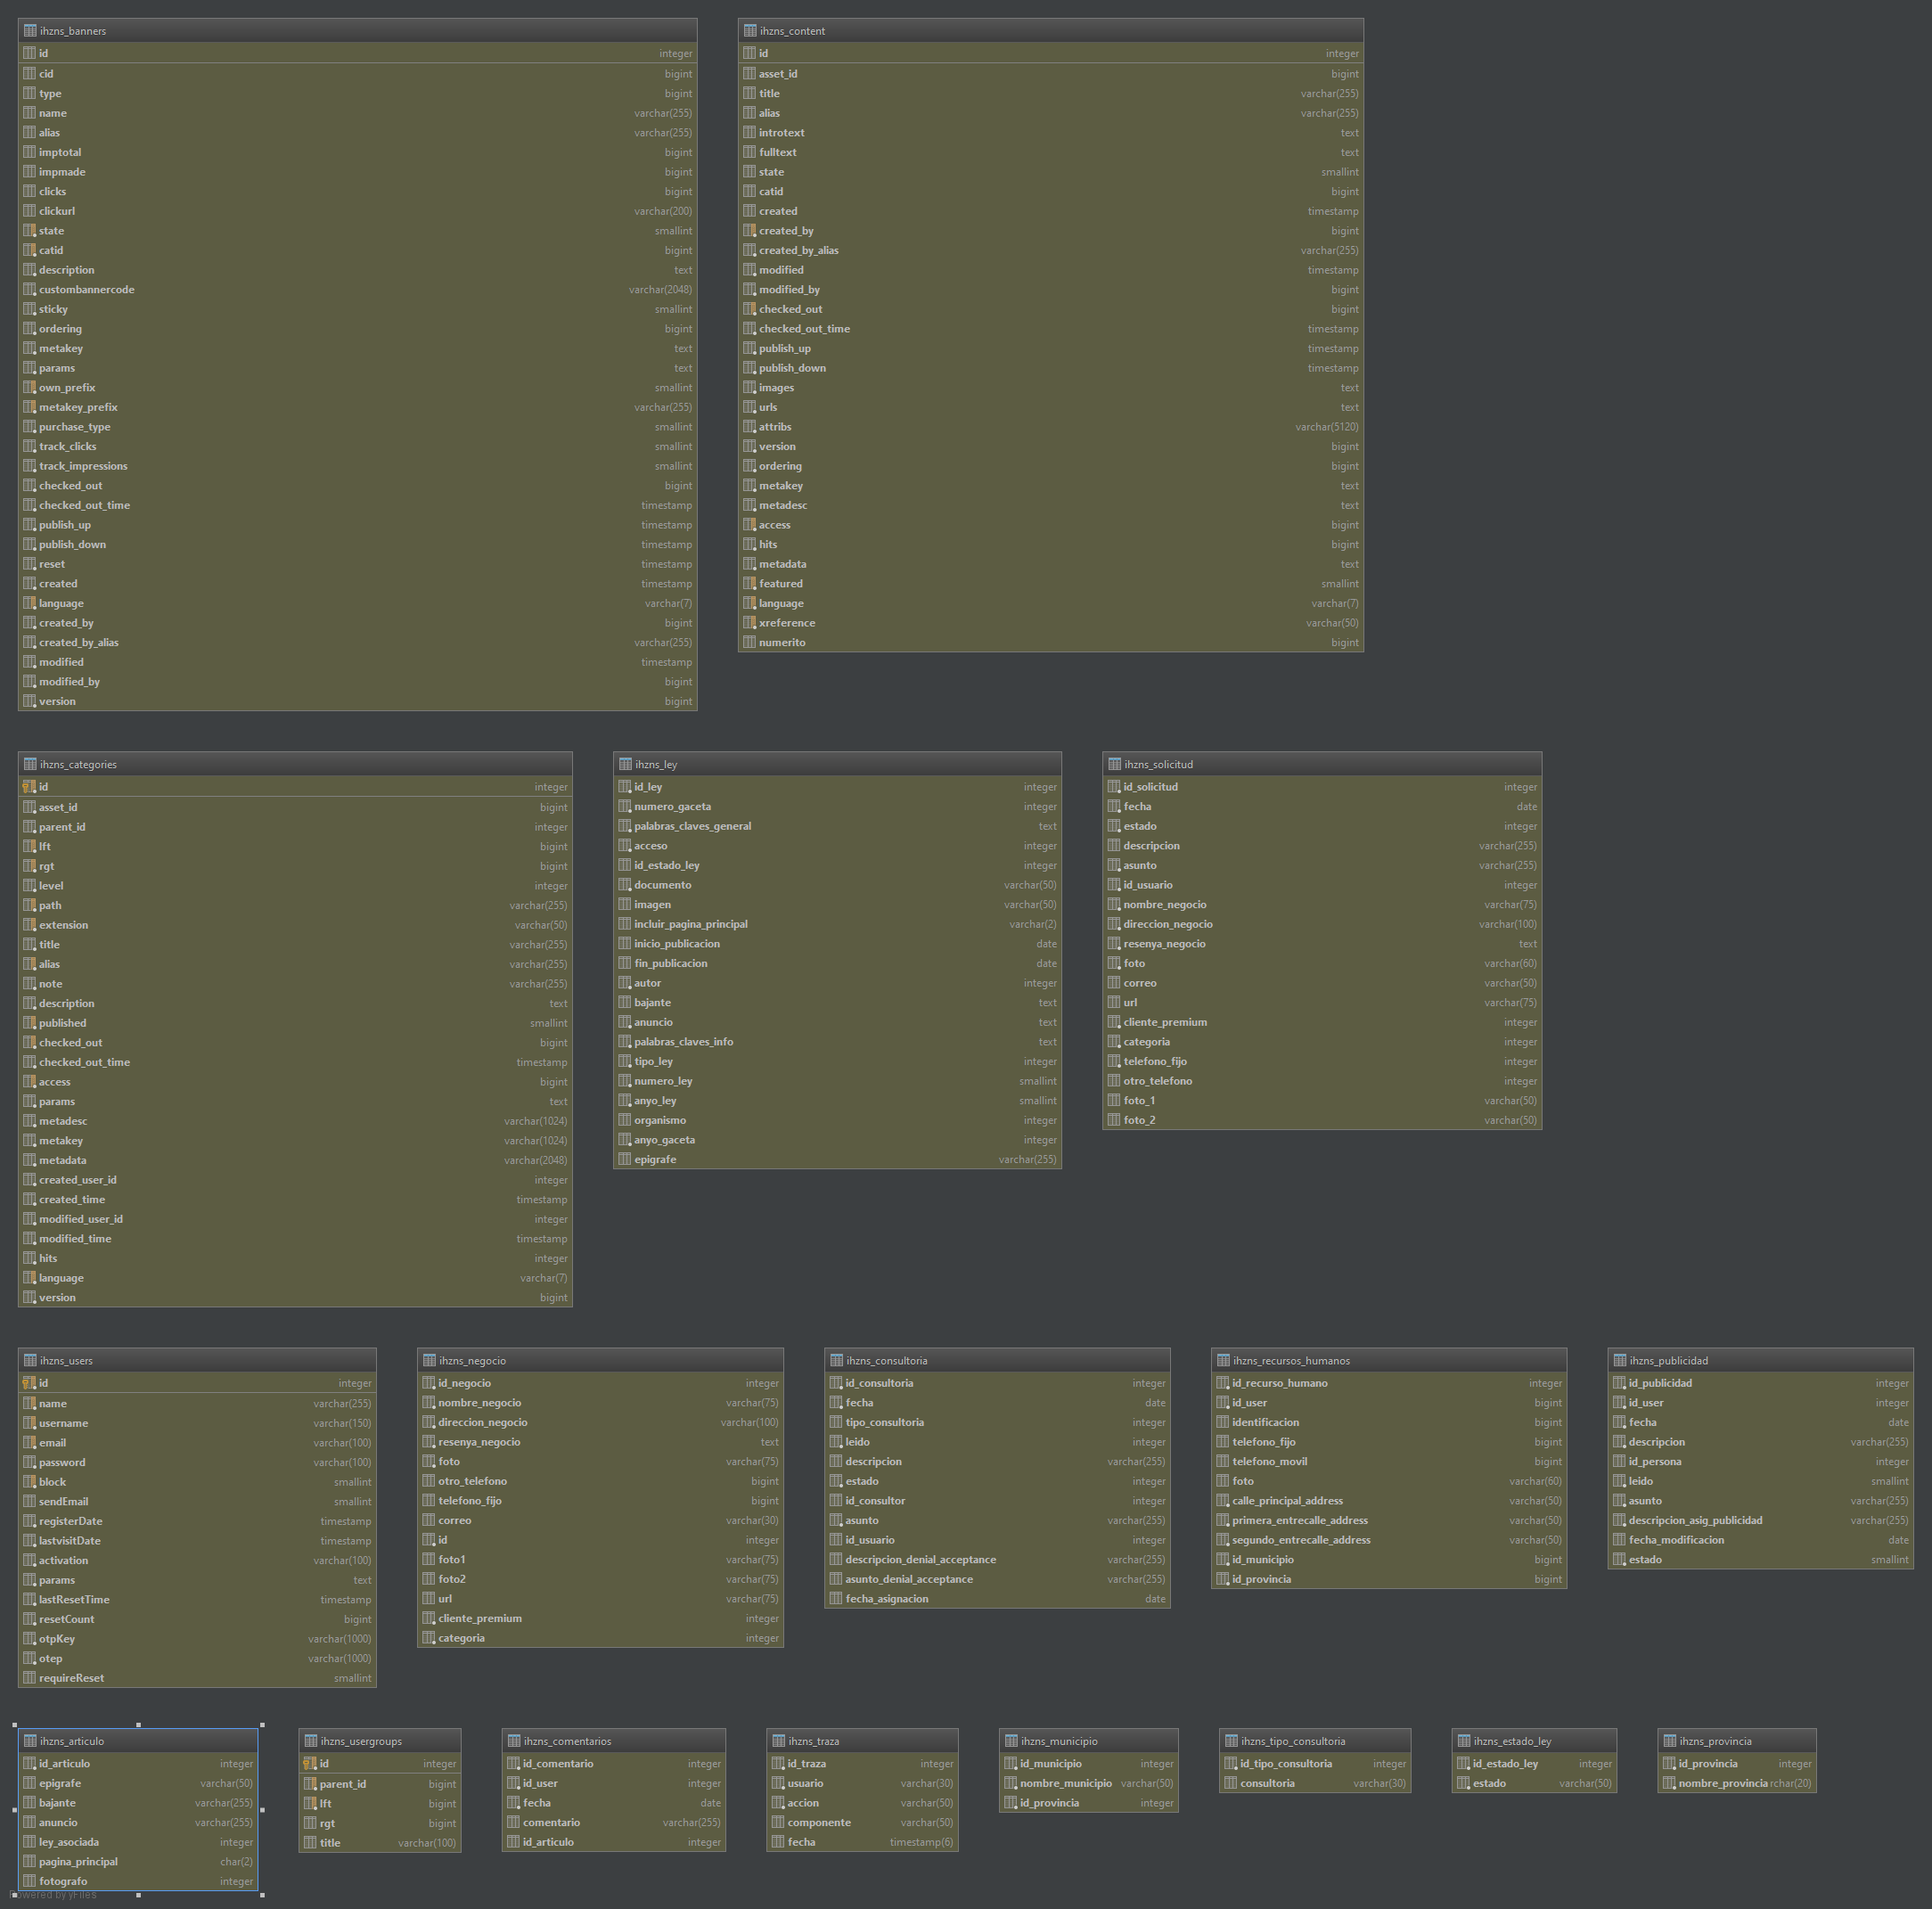 ihzns_banners
id integer
cid bigint
type bigint
name varchar(255)
alias varchar(255)
imptotal bigint
impmade bigint
clicks bigint
clickurl varchar(200)
state smallint
catid bigint
description text
custombannercode varchar(2048)
sticky smallint
ordering bigint
metakey text
params text
own_prefix smallint
metakey_prefix varchar(255)
purchase_type smallint
track_clicks smallint
track_impressions smallint
checked_out bigint
checked_out_time timestamp
publish_up timestamp
publish_down timestamp
reset timestamp
created timestamp
language varchar(7)
created_by bigint
created_by_alias varchar(255)
modified timestamp
modified_by bigint
version bigint
ihzns_content
id integer
asset_id bigint
title varchar(255)
alias varchar(255)
introtext text
fulltext text
state smallint
catid bigint
created timestamp
created_by bigint
created_by_alias varchar(255)
modified timestamp
modified_by bigint
checked_out bigint
checked_out_time timestamp
publish_up timestamp
publish_down timestamp
images text
urls text
attribs varchar(5120)
version bigint
ordering bigint
metakey text
metadesc text
access bigint
hits bigint
metadata text
featured smallint
language varchar(7)
xreference varchar(50)
numerito bigint
ihzns_categories
id integer
asset_id bigint
parent_id integer
lft bigint
rgt bigint
level integer
path varchar(255)
extension varchar(50)
title varchar(255)
alias varchar(255)
note varchar(255)
description text
published smallint
checked_out bigint
checked_out_time timestamp
access bigint
params text
metadesc varchar(1024)
metakey varchar(1024)
metadata varchar(2048)
created_user_id integer
created_time timestamp
modified_user_id integer
modified_time timestamp
hits integer
language varchar(7)
version bigint
ihzns_ley
id_ley integer
numero_gaceta integer
palabras_claves_general text
acceso integer
id_estado_ley integer
documento varchar(50)
imagen varchar(50)
incluir_pagina_principal varchar(2)
inicio_publicacion date
fin_publicacion date
autor integer
bajante text
anuncio text
palabras_claves_info text
tipo_ley integer
numero_ley smallint
anyo_ley smallint
organismo integer
anyo_gaceta integer
epigrafe varchar(255)
ihzns_solicitud
id_solicitud integer
fecha date
estado integer
descripcion varchar(255)
asunto varchar(255)
id_usuario integer
nombre_negocio varchar(75)
direccion_negocio varchar(100)
resenya_negocio text
foto varchar(60)
correo varchar(50)
url varchar(75)
cliente_premium integer
categoria integer
telefono_fijo integer
otro_telefono integer
foto_1 varchar(50)
foto_2 varchar(50)
ihzns_users
id integer
name varchar(255)
username varchar(150)
email varchar(100)
password varchar(100)
block smallint
sendEmail smallint
registerDate timestamp
lastvisitDate timestamp
activation varchar(100)
params text
lastResetTime timestamp
resetCount bigint
otpKey varchar(1000)
otep varchar(1000)
requireReset smallint
ihzns_negocio
id_negocio integer
nombre_negocio varchar(75)
direccion_negocio varchar(100)
resenya_negocio text
foto varchar(75)
otro_telefono bigint
telefono_fijo bigint
correo varchar(30)
id integer
foto1 varchar(75)
foto2 varchar(75)
url varchar(75)
cliente_premium integer
categoria integer
ihzns_consultoria
id_consultoria integer
fecha date
tipo_consultoria integer
leido integer
descripcion varchar(255)
estado integer
id_consultor integer
asunto varchar(255)
id_usuario integer
descripcion_denial_acceptance varchar(255)
asunto_denial_acceptance varchar(255)
fecha_asignacion date
ihzns_recursos_humanos
id_recurso_humano integer
id_user bigint
identificacion bigint
telefono_fijo bigint
telefono_movil bigint
foto varchar(60)
calle_principal_address varchar(50)
primera_entrecalle_address varchar(50)
segundo_entrecalle_address varchar(50)
id_municipio bigint
id_provincia bigint
ihzns_publicidad
id_publicidad integer
id_user integer
fecha date
descripcion varchar(255)
id_persona integer
leido smallint
asunto varchar(255)
descripcion_asig_publicidad varchar(255)
fecha_modificacion date
estado smallint
ihzns_articulo
id_articulo integer
epigrafe varchar(50)
bajante varchar(255)
anuncio varchar(255)
ley_asociada integer
pagina_principal char(2)
fotografo integer
Powered by yFiles
ihzns_usergroups
id integer
parent_id bigint
lft bigint
rgt bigint
title varchar(100)
ihzns_comentarios
id_comentario integer
id_user integer
fecha date
comentario varchar(255)
id_articulo integer
ihzns_traza
id_traza integer
usuario varchar(30)
accion varchar(50)
componente varchar(50)
fecha timestamp(6)
ihzns_municipio
id_municipio integer
nombre_municipio varchar(50)
id_provincia integer
ihzns_tipo_consultoria
id_tipo_consultoria integer
consultoria varchar(30)
ihzns_estado_ley
id_estado_ley integer
estado varchar(50)
ihzns_provincia
id_provincia integer
nombre_provincia rchar(20)